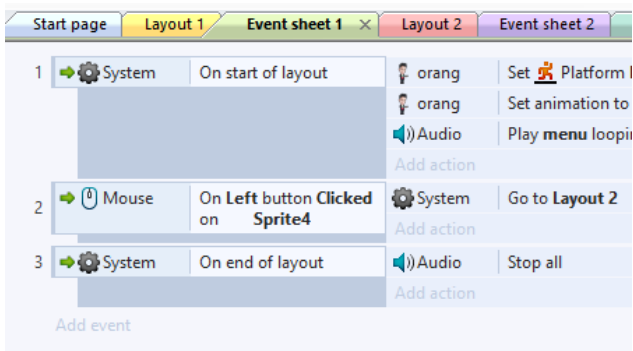 Start page Layout 1 Event sheet 1 Layout 2 Event sheet 2
1 System On start of layout orang Set Platform
orang Set animation to
Audio Play menu
Add action
2 Mouse On Left button Clicked on Sprite4 System Go to Layout 2
Add action
3 System On end of layout Audio Stop all
Add action
Add event